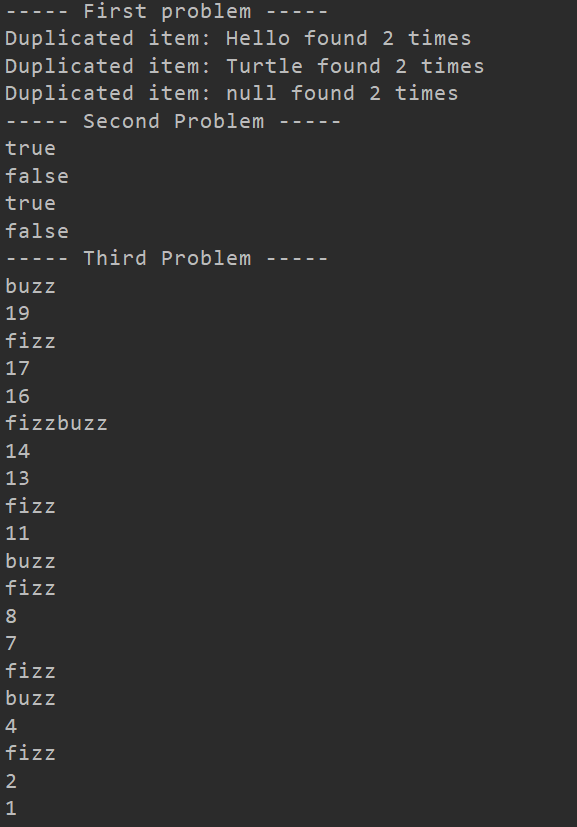 ----- First problem -----
Duplicated item: Hello found 2 times
Duplicated item: Turtle found 2 times
Duplicated item: null found 2 times
----- Second Problem -----
true
false
true
false
----- Third Problem -----
buzz
19
fizz
17
16
fizzbuzz
14
13
fizz
11
buzz
fizz
8
7
fizz
buzz
4
fizz
2
1